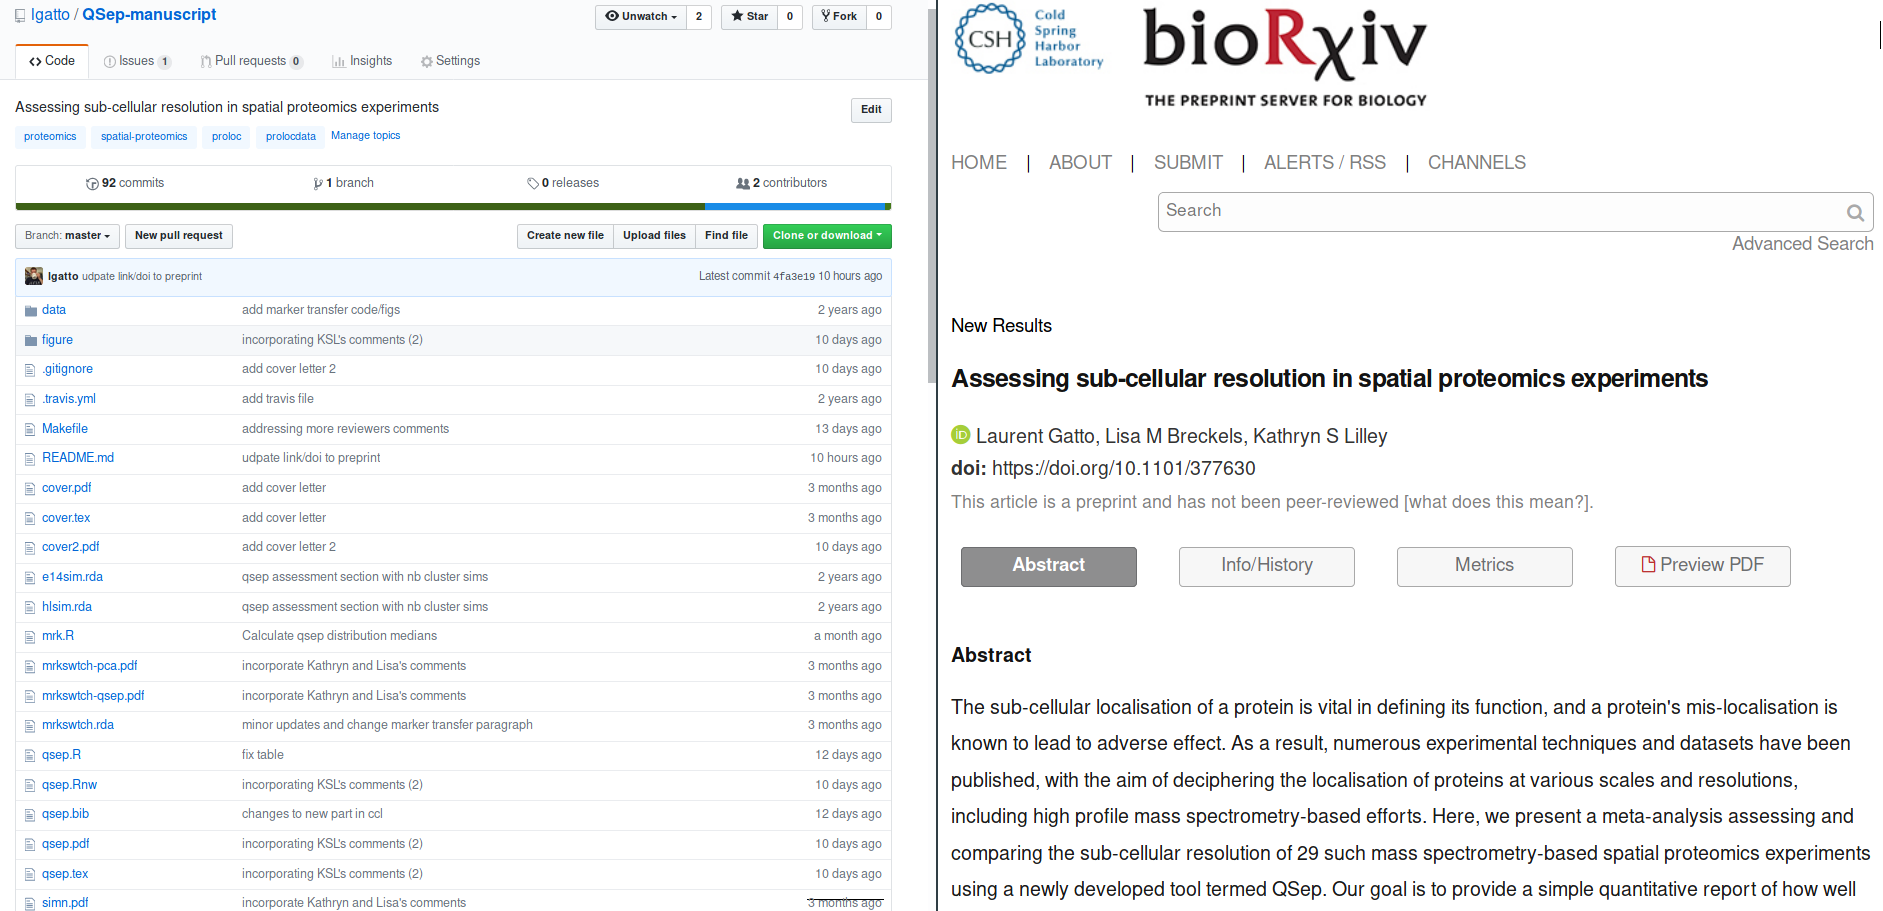 lgatto / QSep-manuscript
Unwatch 2 Star 0 Fork 0
Code Issues 1 Pull requests 0 Insights Settings
Assessing sub-cellular resolution in spatial proteomics experiments
Edit
proteomics spatial-proteomics proloc prolocdata Manage topics
92 commits 1 branch 0 releases 2 contributors
Branch: master New pull request Create new file Upload files Find file Clone or download
lgatto udpate link/doi to preprint Latest commit 4fa3e19 10 hours ago
data add marker transfer code/figs 2 years ago
figure incorporating KSL's comments (2) 10 days ago
.gitignore add cover letter 2 10 days ago
.travis.yml add travis file 2 years ago
Makefile addressing more reviewers comments 13 days ago
README.md udpate link/doi to preprint 10 hours ago
cover.pdf add cover letter 3 months ago
cover.tex add cover letter 3 months ago
cover2.pdf add cover letter 2 10 days ago
e14sim.rda qsep assessment section with nb cluster sims 2 years ago
hlsim.rda qsep assessment section with nb cluster sims 2 years ago
mrk.R Calculate qsep distribution medians a month ago
mrkswtch-pca.pdf incorporate Kathryn and Lisa's comments 3 months ago
mrkswtch-qsep.pdf incorporate Kathryn and Lisa's comments 3 months ago
mrkswtch.rda minor updates and change marker transfer paragraph 3 months ago
qsep.R fix table 12 days ago
qsep.Rnw incorporating KSL's comments (2) 10 days ago
qsep.bib changes to new part in ccl 12 days ago
qsep.pdf incorporating KSL's comments (2) 10 days ago
qsep.tex incorporating KSL's comments (2) 10 days ago
simn.pdf incorporate Kathryn and Lisa's comments 3 months ago
CSH
Cold
Spring
Harbor
Laboratory
bioRχiv
THE PREPRINT SERVER FOR BIOLOGY
HOME | ABOUT | SUBMIT | ALERTS / RSS | CHANNELS
Search
Advanced Search
New Results
Assessing sub-cellular resolution in spatial proteomics experiments
iD Laurent Gatto, Lisa M Breckels, Kathryn S Lilley
doi: https://doi.org/10.1101/377630
This article is a preprint and has not been peer-reviewed [what does this mean?].
Abstract Info/History Metrics Preview PDF
Abstract
The sub-cellular localisation of a protein is vital in defining its function, and a protein's mis-localisation is
known to lead to adverse effect. As a result, numerous experimental techniques and datasets have been
published, with the aim of deciphering the localisation of proteins at various scales and resolutions,
including high profile mass spectrometry-based efforts. Here, we present a meta-analysis assessing and
comparing the sub-cellular resolution of 29 such mass spectrometry-based spatial proteomics experiments
using a newly developed tool termed QSep. Our goal is to provide a simple quantitative report of how well